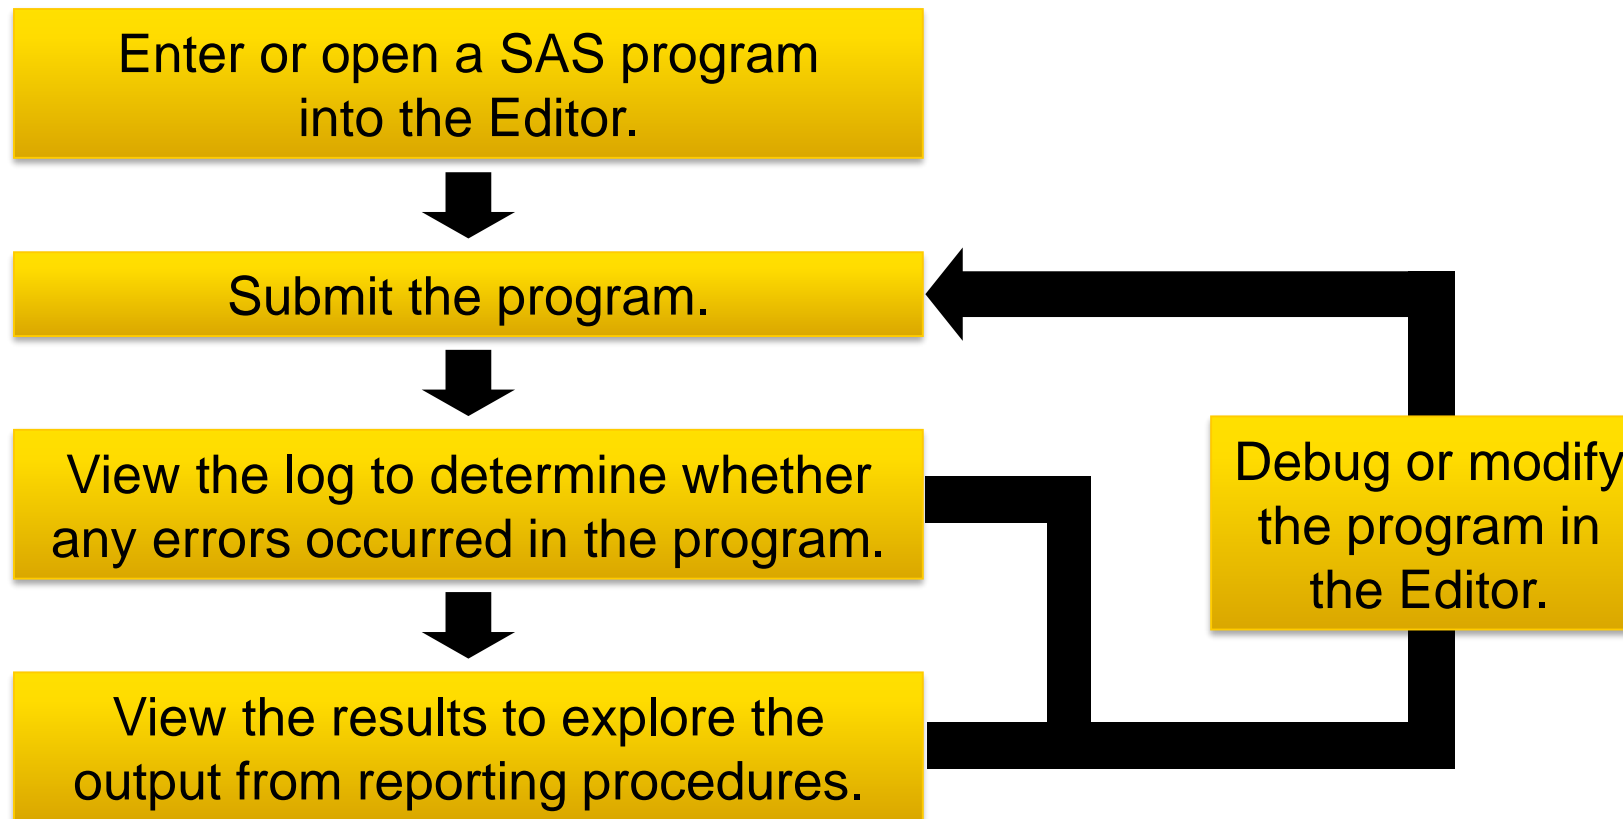 Enter or open a SAS program
into the Editor.
Submit the program.
View the log to determine whether
any errors occurred in the program.
View the results to explore the
output from reporting procedures.
Debug or modify
the program in
the Editor.